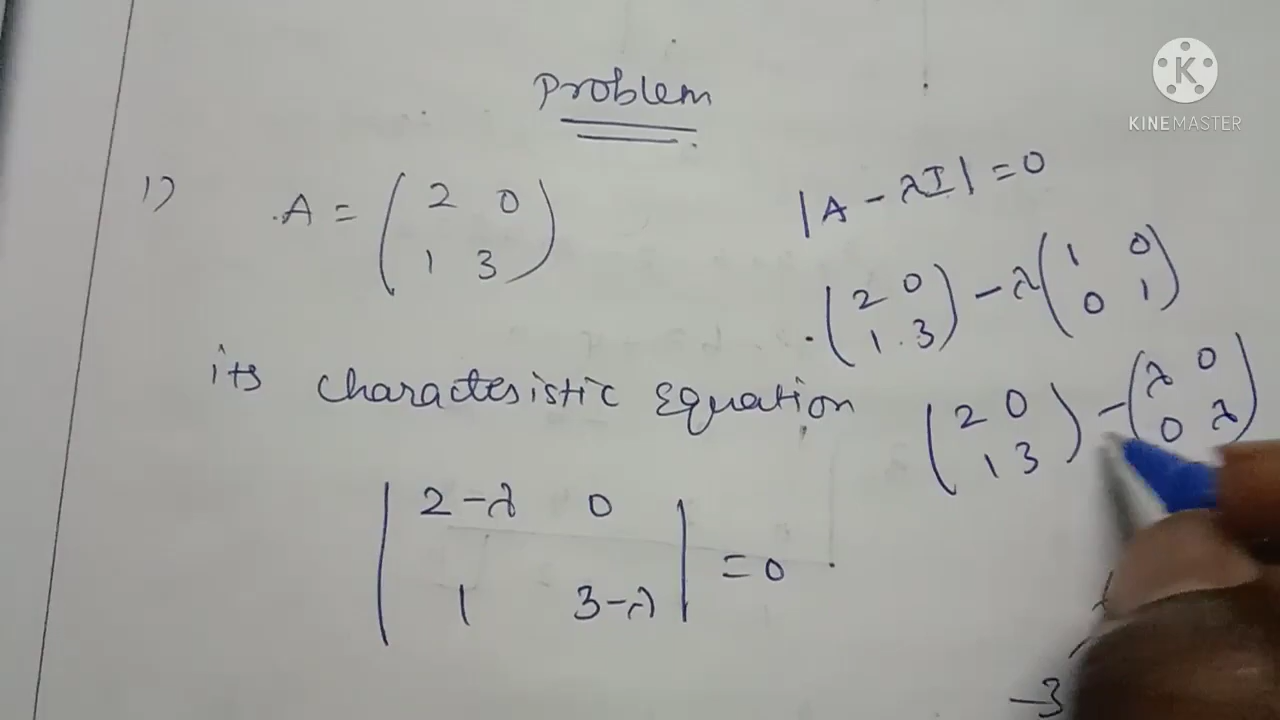 Problem
1) A = ( 2 0
1 3 )
|A - λI| = 0
( 2 0
1 3 ) - λ ( 1 0
0 1 )
its characteristic Equation
( 2 0
1 3 ) - ( λ 0
0 λ )
| 2-λ 0
1 3-λ | = 0
-3
K
KINEMASTER